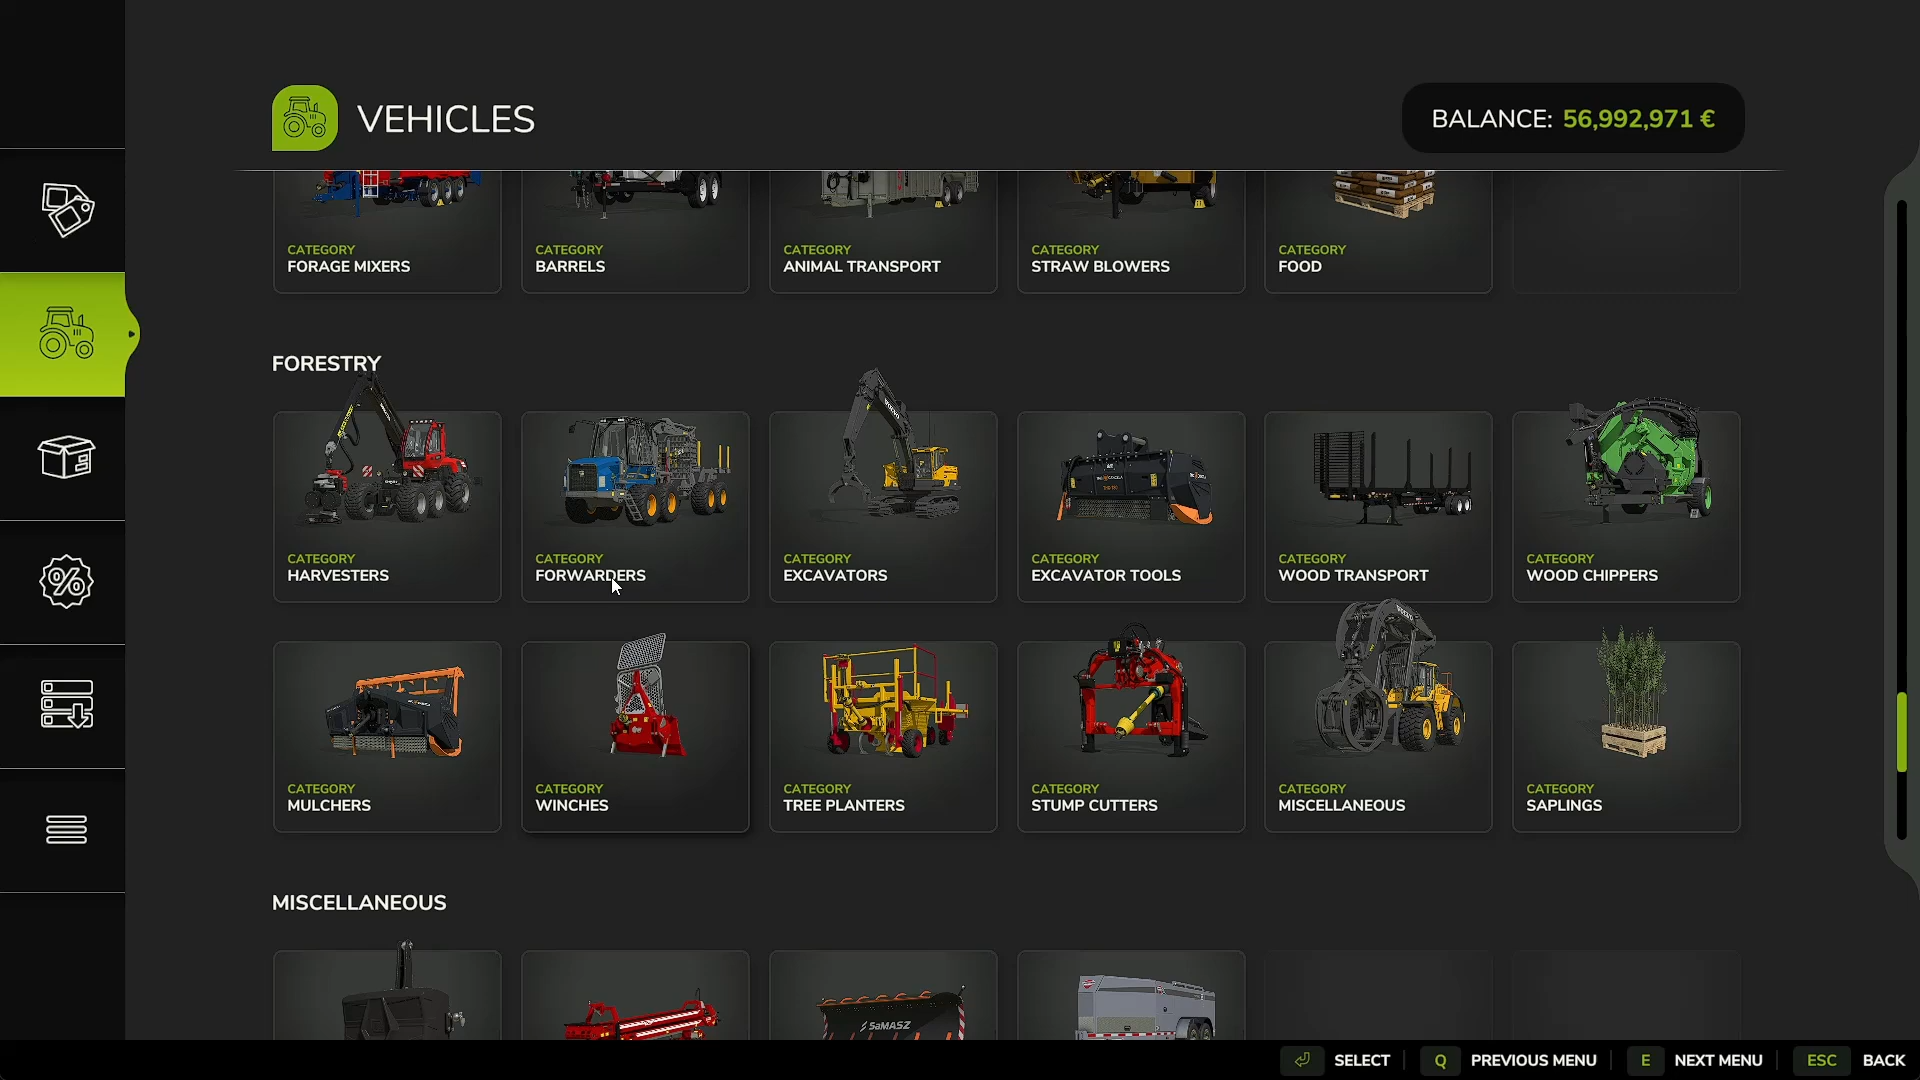 VEHICLES
BALANCE: 56,992,971 €
CATEGORY
FORAGE MIXERS
CATEGORY
BARRELS
CATEGORY
ANIMAL TRANSPORT
CATEGORY
STRAW BLOWERS
CATEGORY
FOOD
FORESTRY
CATEGORY
HARVESTERS
CATEGORY
FORWARDERS
CATEGORY
EXCAVATORS
CATEGORY
EXCAVATOR TOOLS
CATEGORY
WOOD TRANSPORT
CATEGORY
WOOD CHIPPERS
CATEGORY
MULCHERS
CATEGORY
WINCHES
CATEGORY
TREE PLANTERS
CATEGORY
STUMP CUTTERS
CATEGORY
MISCELLANEOUS
CATEGORY
SAPLINGS
MISCELLANEOUS
SaMASZ
SELECT
Q PREVIOUS MENU
E NEXT MENU
ESC BACK